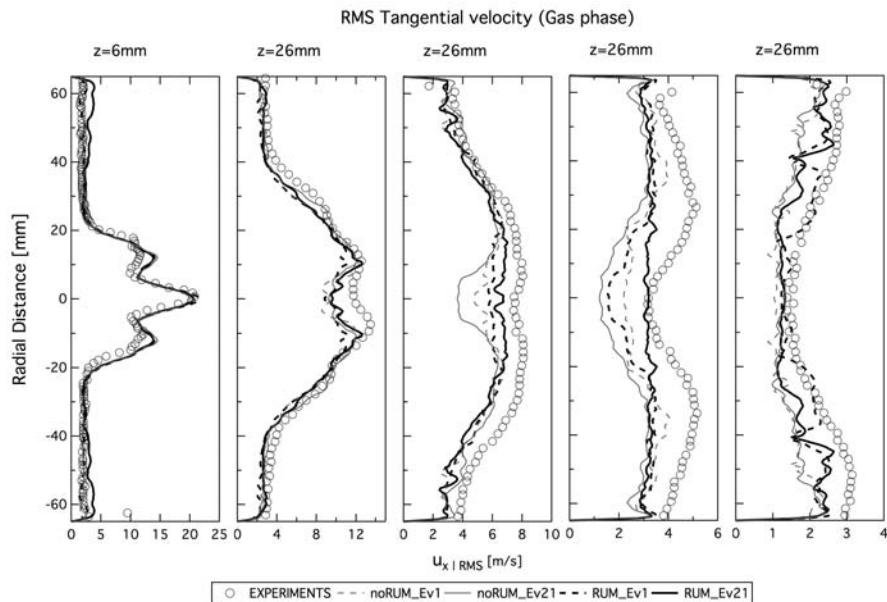 RMS Tangential velocity (Gas phase)
z=6mm z=26mm z=26mm z=26mm z=26mm
Radial Distance [mm]
60
40
20
0
-20
-40
-60
0 5 10 15 20 25
0 4 8 12
0 2 4 6 8 10
0 2 4 6
0 1 2 3 4
u x | RMS [m/s]
EXPERIMENTS noRUM_Ev1 noRUM_Ev21 RUM_Ev1 RUM_Ev21